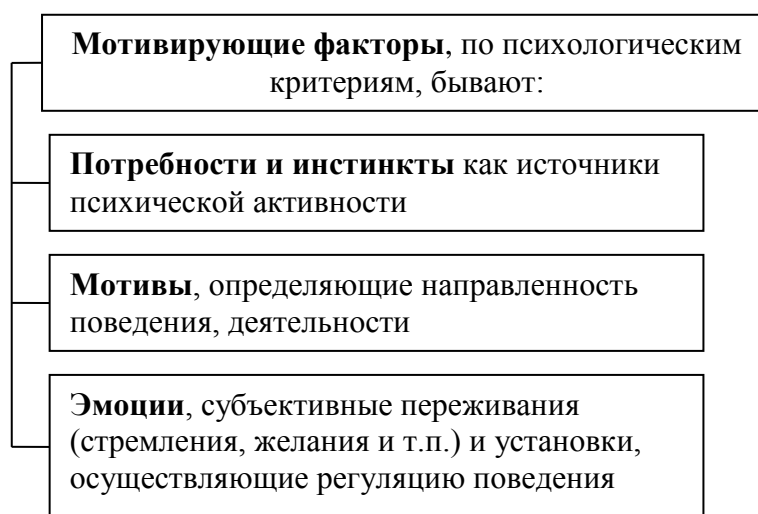 Мотивирующие факторы, по психологическим
критериям, бывают:
Потребности и инстинкты как источники
психической активности
Мотивы, определяющие направленность
поведения, деятельности
Эмоции, субъективные переживания
(стремления, желания и т.п.) и установки,
осуществляющие регуляцию поведения